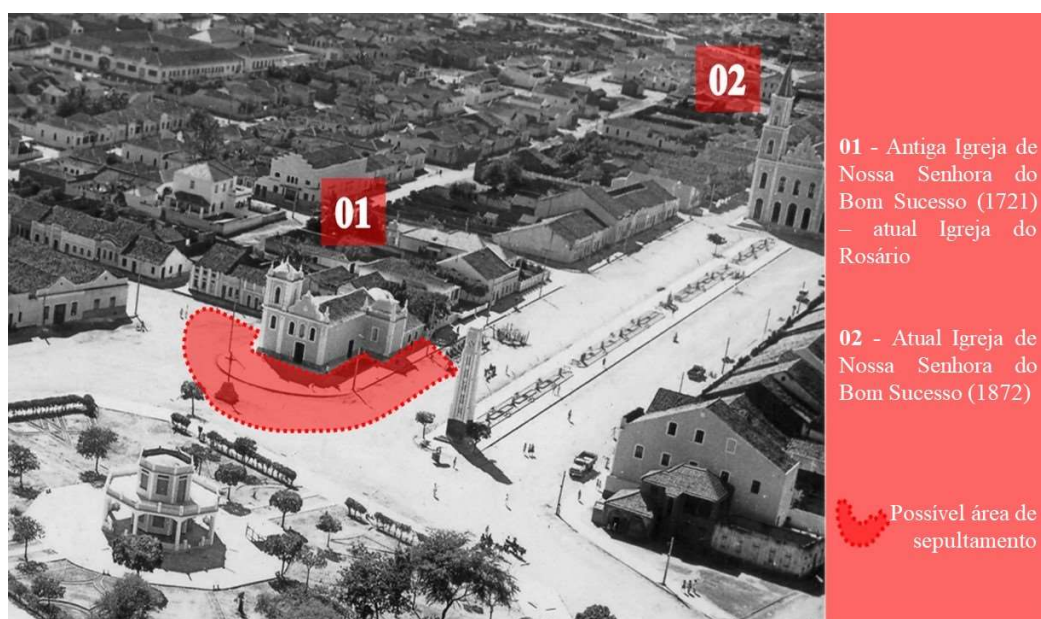 01
02
01 - Antiga Igreja de
Nossa Senhora do
Bom Sucesso (1721)
– atual Igreja do
Rosário
02 - Atual Igreja de
Nossa Senhora do
Bom Sucesso (1872)
Possível área de
sepultamento